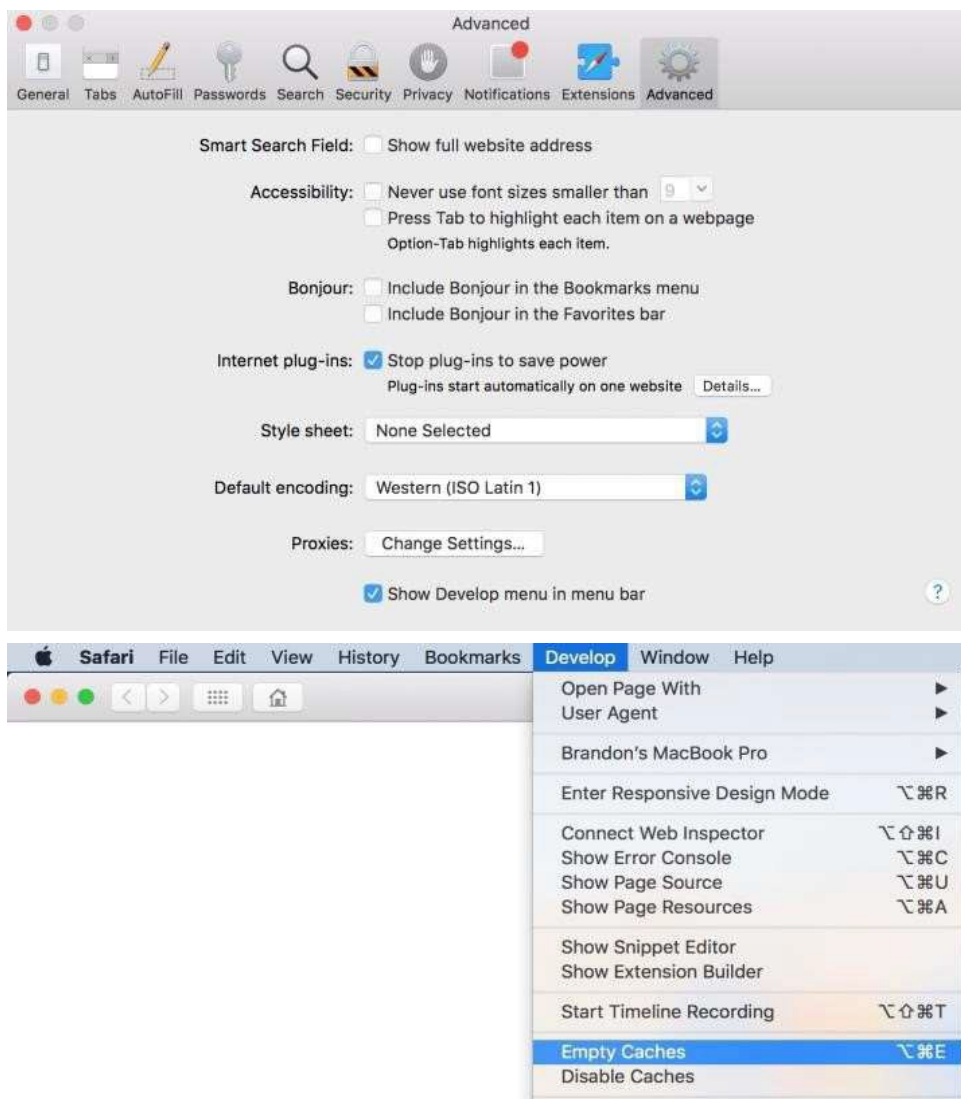 Advanced
General Tabs AutoFill Passwords Search Security Privacy Notifications Extensions Advanced
Smart Search Field: Show full website address
Accessibility: Never use font sizes smaller than 9
Press Tab to highlight each item on a webpage
Option-Tab highlights each item.
Bonjour: Include Bonjour in the Bookmarks menu
Include Bonjour in the Favorites bar
Internet plug-ins: Stop plug-ins to save power
Plug-ins start automatically on one website Details...
Style sheet: None Selected
Default encoding: Western (ISO Latin 1)
Proxies: Change Settings...
Show Develop menu in menu bar ?
Safari File Edit View History Bookmarks Develop Window Help
Open Page With
User Agent
Brandon's MacBook Pro
Enter Responsive Design Mode ⌥⌘R
Connect Web Inspector ⌥⇧⌘I
Show Error Console ⌥⌘C
Show Page Source ⌥⌘U
Show Page Resources ⌥⌘A
Show Snippet Editor
Show Extension Builder
Start Timeline Recording ⌥⇧⌘T
Empty Caches ⌥⌘E
Disable Caches